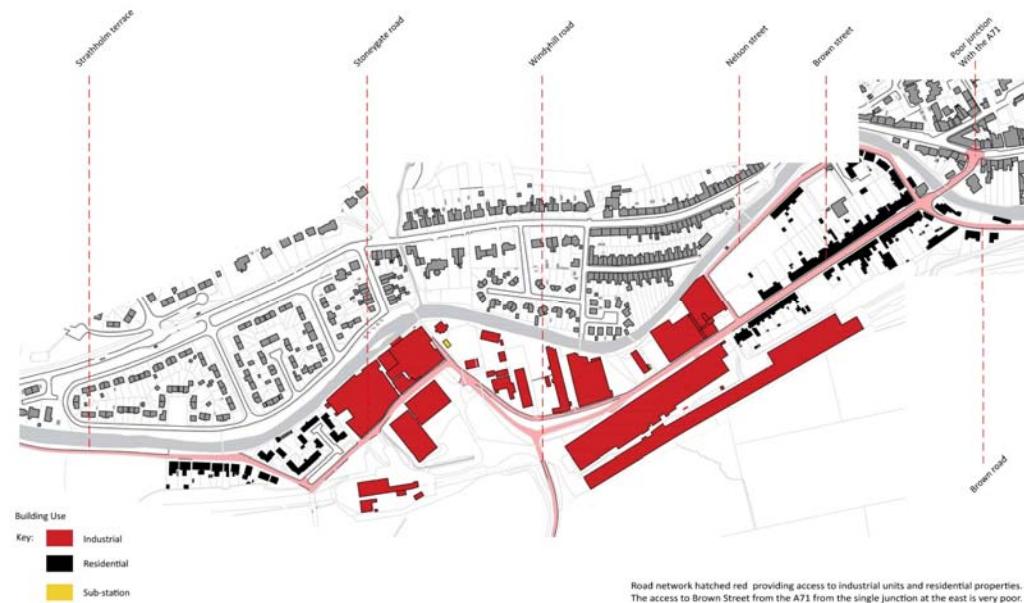 Strathholm terrace
Stoneygate road
Windyhill road
Nelson street
Brown street
Poor junction
With the A71
Brown road
Building Use
Key:
Industrial
Residential
Sub-station
Road network hatched red providing access to industrial units and residential properties.
The access to Brown Street from the A71 from the single junction at the east is very poor.